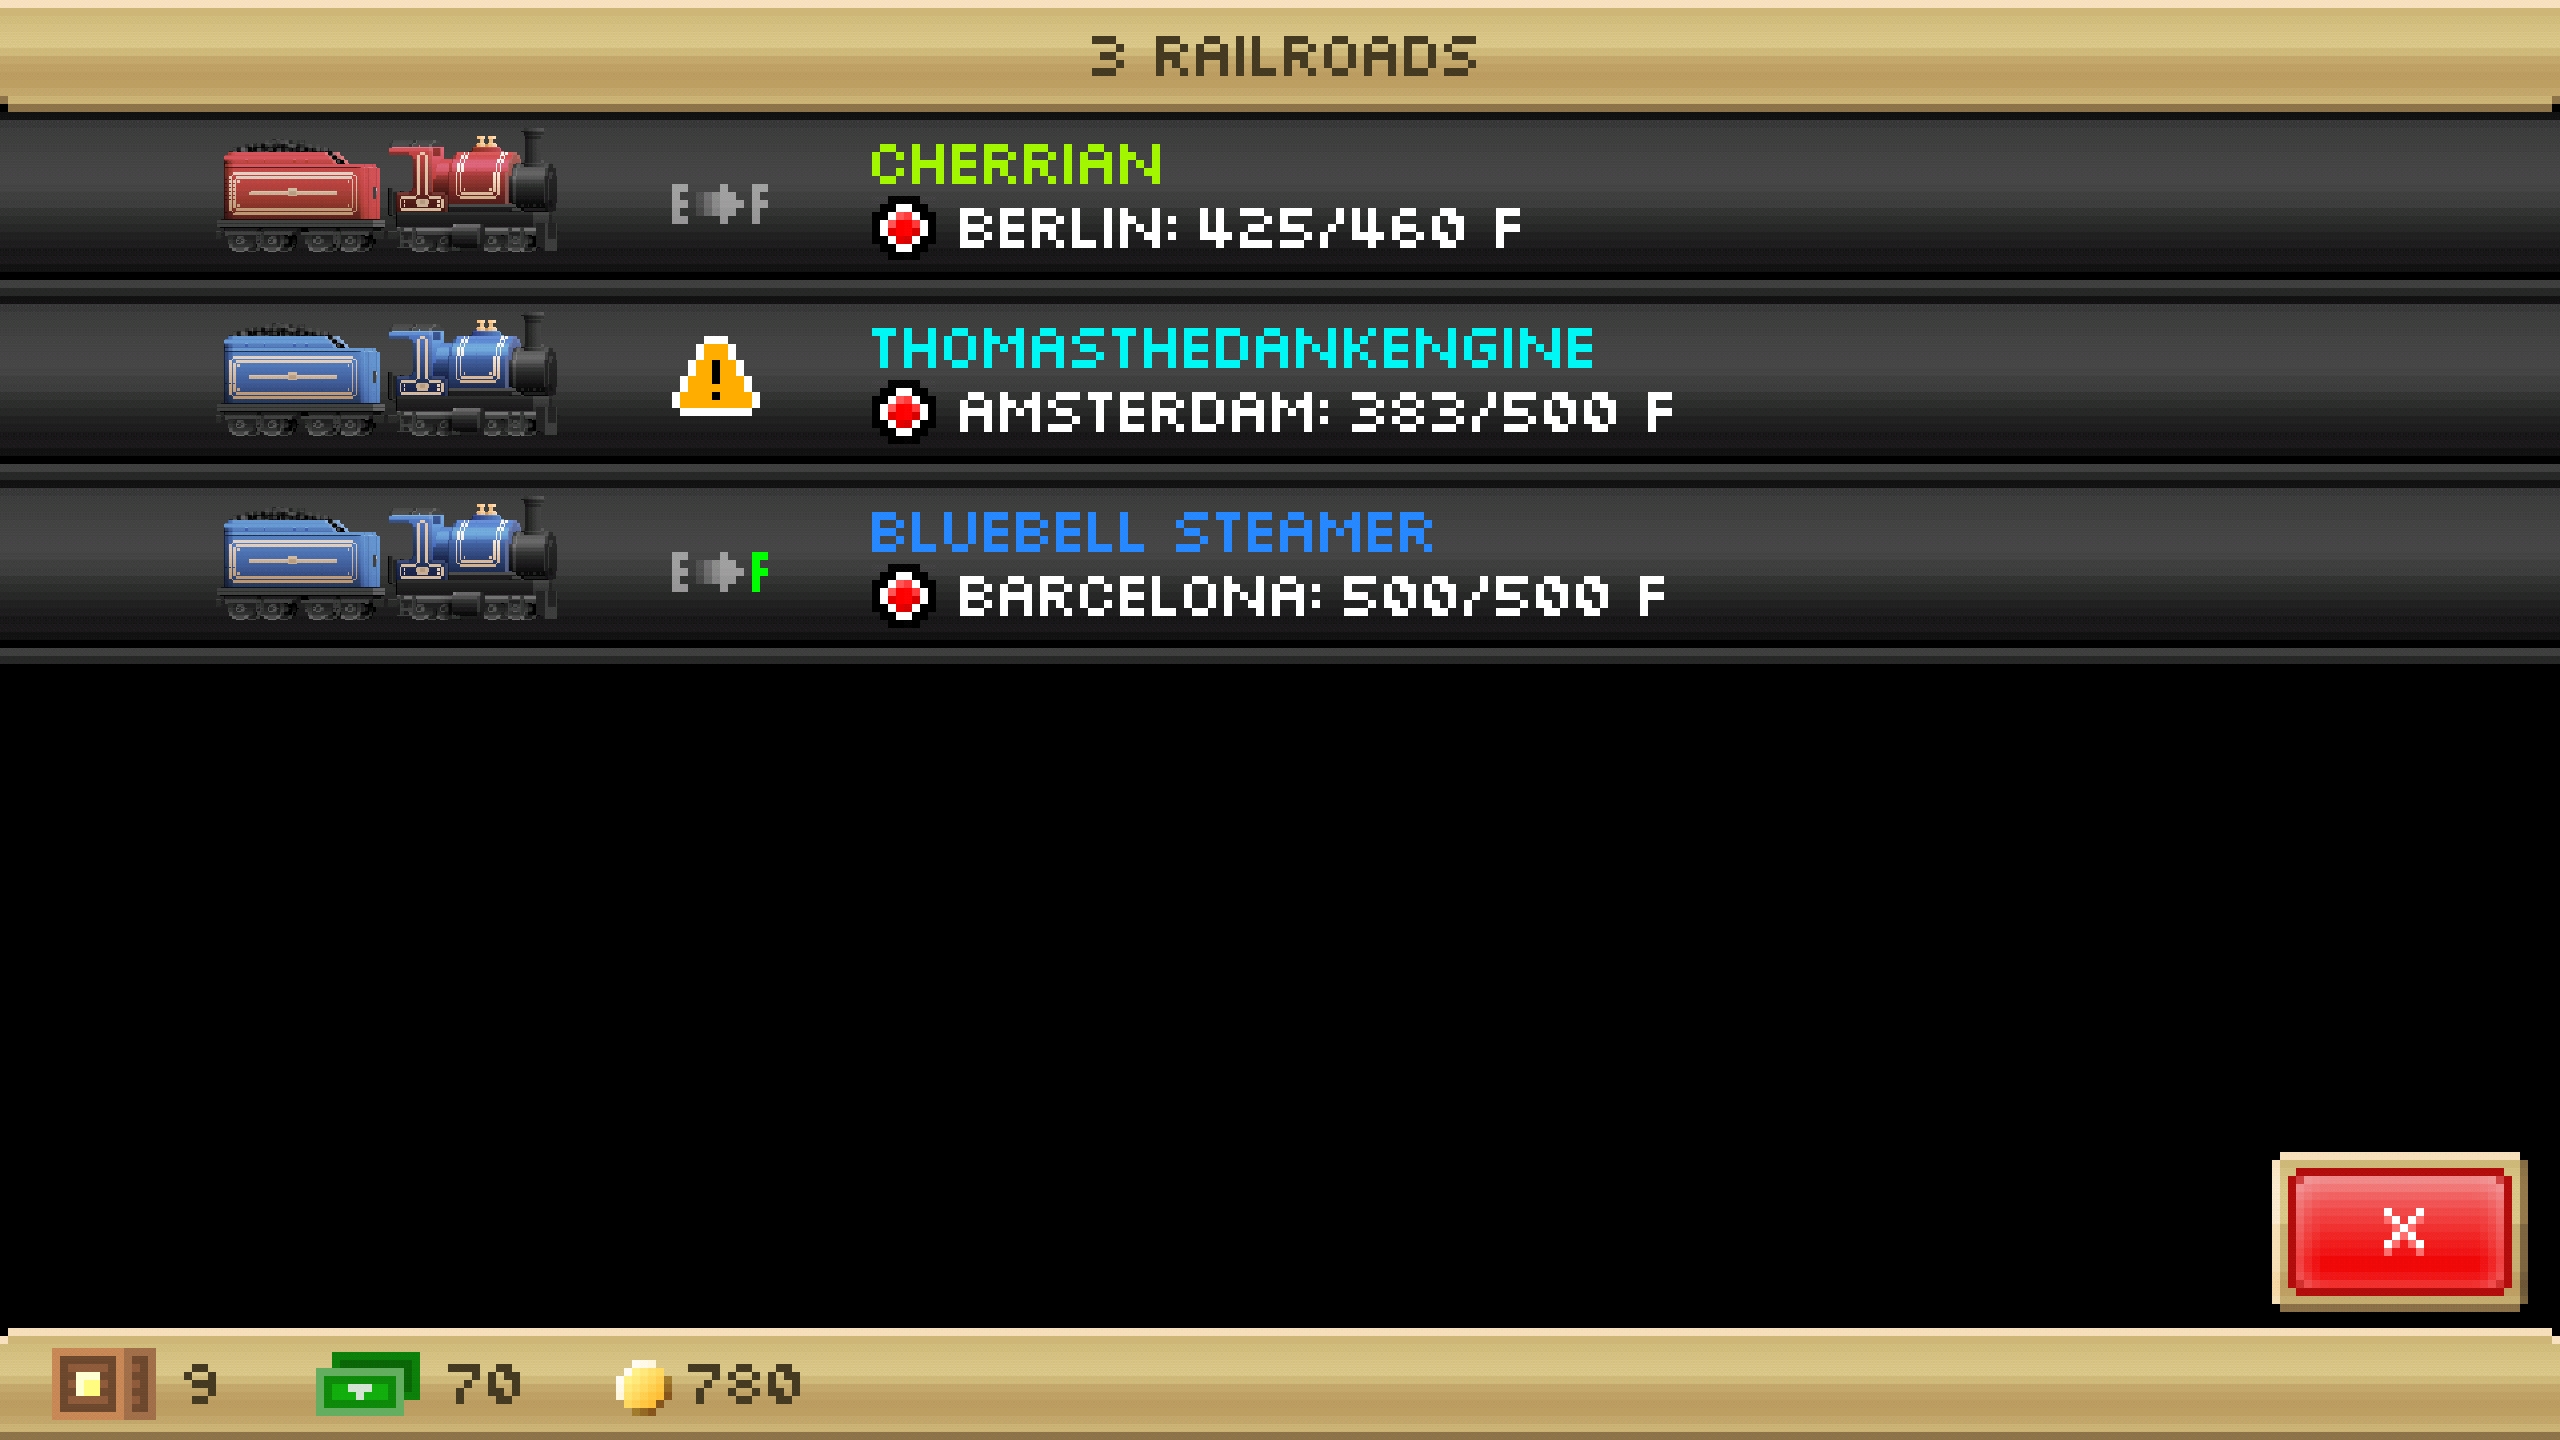 3 RAILROADS
E F
CHERRIAN
BERLIN: 425/460 F
!
THOMASTHEDANKENGINE
AMSTERDAM: 383/500 F
E F
BLUEBELL STEAMER
BARCELONA: 500/500 F
X
9 70 780